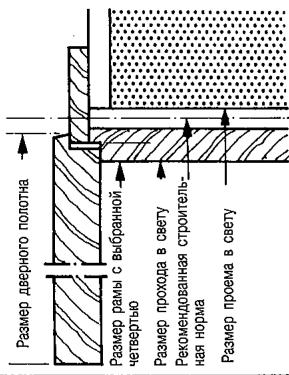 Размер дверного полотна
Размер рамы с выбранной
четвертью
Размер прохода в свету
Рекомендованная строитель-
ная норма
Размер проема в свету